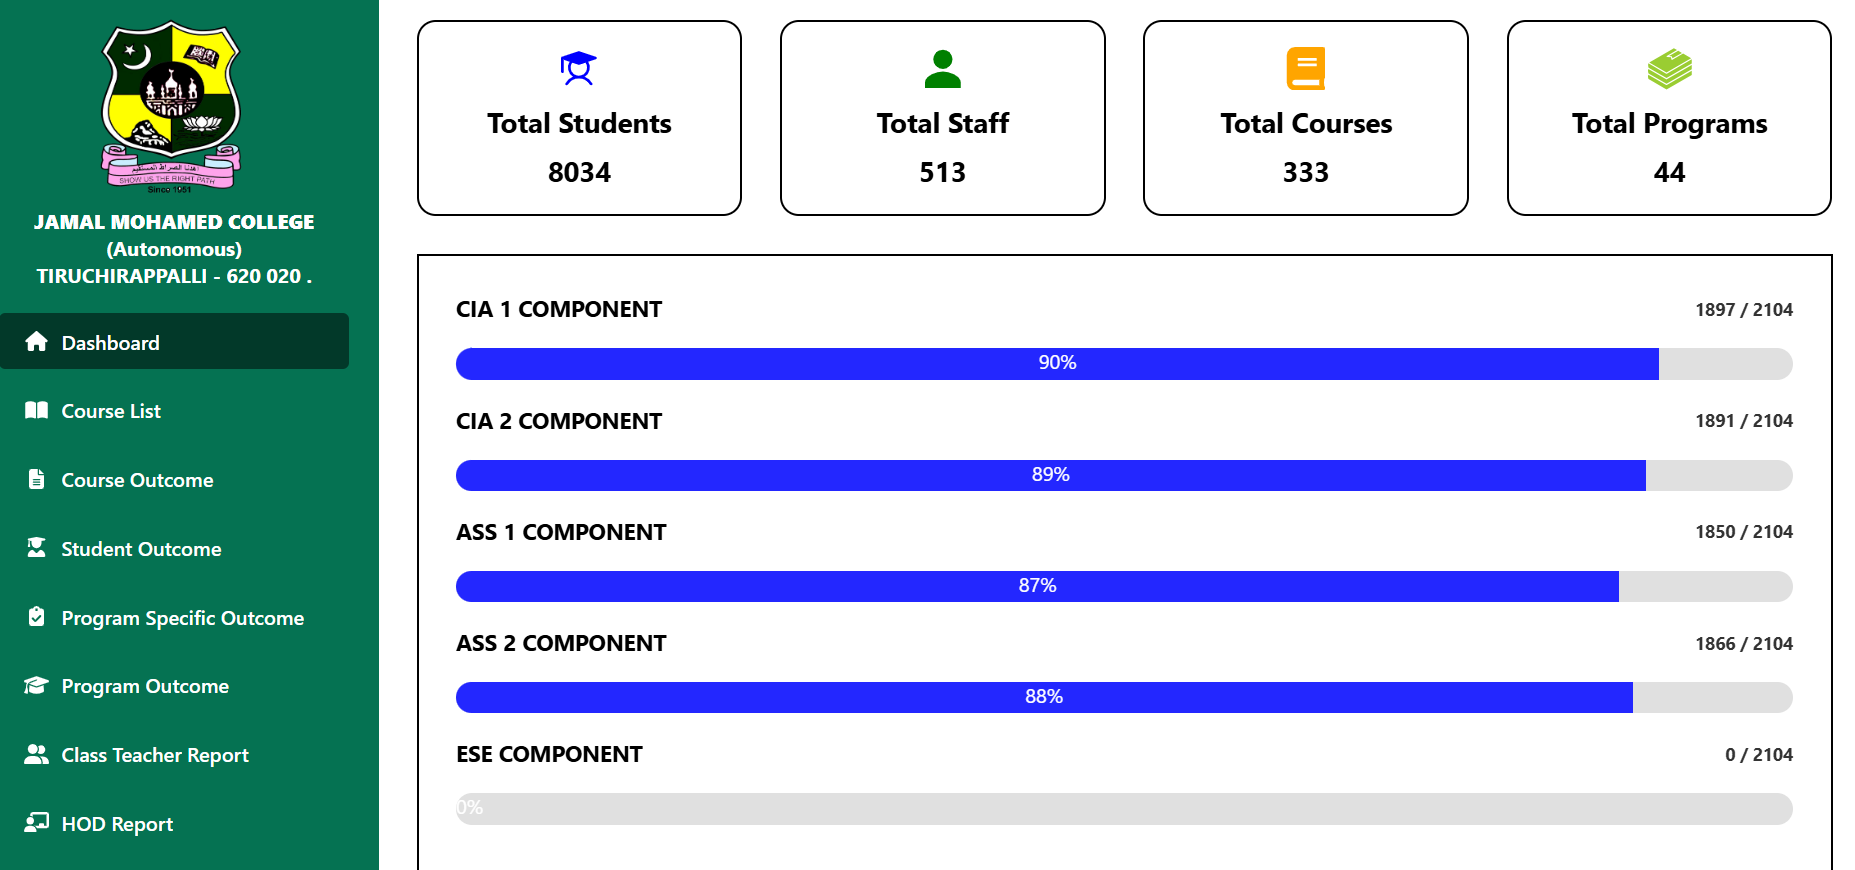 اهدنا الصراط المستقيم
SHOW US THE RIGHT PATH
Since 1951
JAMAL MOHAMED COLLEGE
(Autonomous)
TIRUCHIRAPPALLI - 620 020 .
Dashboard
Course List
Course Outcome
Student Outcome
Program Specific Outcome
Program Outcome
Class Teacher Report
HOD Report
Total Students
8034
Total Staff
513
Total Courses
333
Total Programs
44
CIA 1 COMPONENT
1897 / 2104
90%
CIA 2 COMPONENT
1891 / 2104
89%
ASS 1 COMPONENT
1850 / 2104
87%
ASS 2 COMPONENT
1866 / 2104
88%
ESE COMPONENT
0 / 2104
0%